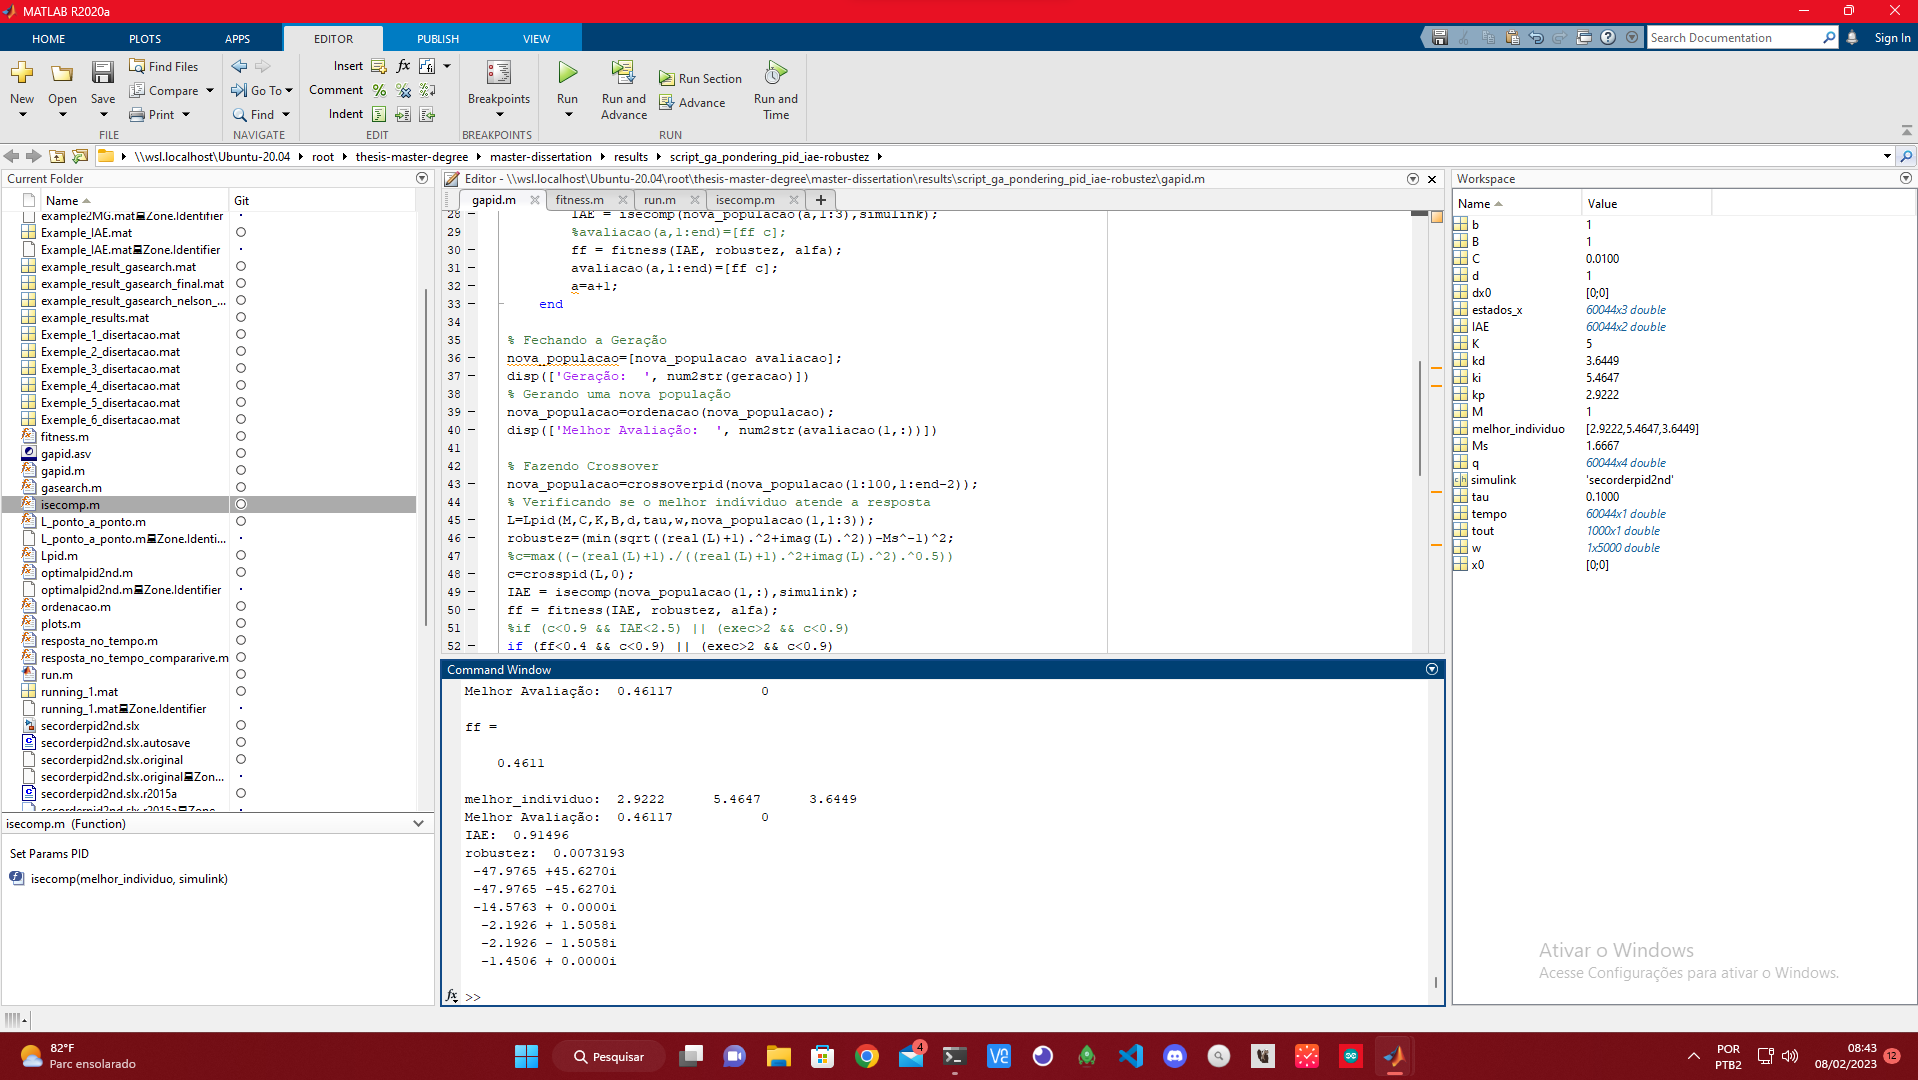 MATLAB R2020a
HOME PLOTS APPS EDITOR PUBLISH VIEW
Search Documentation
Sign In
New Open Save
Find Files
Compare
Print
FILE
Go To
Find
NAVIGATE
Insert
Comment
Indent
EDIT
Breakpoints
BREAKPOINTS
Run
Run and Advance
Run Section
Advance
Run and Time
RUN
\\wsl.localhost\Ubuntu-20.04 root thesis-master-degree master-dissertation results script_ga_pondering_pid_iae-robustez
Current Folder
Name Git
example2MG.mat Zone.Identifier
Example_IAE.mat
Example_IAE.mat Zone.Identifier
example_result_gasearch.mat
example_result_gasearch_final.mat
example_result_gasearch_nelson_...
example_results.mat
Exemple_1_disertacao.mat
Exemple_2_disertacao.mat
Exemple_3_disertacao.mat
Exemple_4_disertacao.mat
Exemple_5_disertacao.mat
Exemple_6_disertacao.mat
fitness.m
gapid.asv
gapid.m
gasearch.m
isecomp.m
L_ponto_a_ponto.m
L_ponto_a_ponto.m Zone.Identi...
Lpid.m
optimalpid2nd.m
optimalpid2nd.m Zone.Identifier
ordenacao.m
plots.m
resposta_no_tempo.m
resposta_no_tempo_compararive.m
run.m
running_1.mat
running_1.mat Zone.Identifier
secorderpid2nd.slx
secorderpid2nd.slx.autosave
secorderpid2nd.slx.original
secorderpid2nd.slx.original Zon...
secorderpid2nd.slx.r2015a
secorderpid2nd.slx.r2015a Zone...
isecomp.m (Function)
Set Params PID
isecomp(melhor_individuo, simulink)
Editor - \\wsl.localhost\Ubuntu-20.04\root\thesis-master-degree\master-dissertation\results\script_ga_pondering_pid_iae-robustez\gapid.m
gapid.m fitness.m run.m isecomp.m
28 IAE = isecomp(nova_populacao(a,1:3),simulink);
29 %avaliacao(a,1:end)=[ff c];
30 ff = fitness(IAE, robustez, alfa);
31 avaliacao(a,1:end)=[ff c];
32 a=a+1;
33 end
34
35 % Fechando a Geração
36 nova_populacao=[nova_populacao avaliacao];
37 disp(['Geração:  ', num2str(geracao)])
38 % Gerando uma nova população
39 nova_populacao=ordenacao(nova_populacao);
40 disp(['Melhor Avaliação:  ', num2str(avaliacao(1,:))])
41
42 % Fazendo Crossover
43 nova_populacao=crossoverpid(nova_populacao(1:100,1:end-2));
44 % Verificando se o melhor individuo atende a resposta
45 L=Lpid(M,C,K,B,d,tau,w,nova_populacao(1,1:3));
46 robustez=(min(sqrt((real(L)+1).^2+imag(L).^2))-Ms^-1)^2;
47 %c=max((-(real(L)+1)./((real(L)+1).^2+imag(L).^2).^0.5))
48 c=crosspid(L,0);
49 IAE = isecomp(nova_populacao(1,:),simulink);
50 ff = fitness(IAE, robustez, alfa);
51 %if (c<0.9 && IAE<2.5) || (exec>2 && c<0.9)
52 if (ff<0.4 && c<0.9) || (exec>2 && c<0.9)
Command Window
Melhor Avaliação:  0.46117 0
ff =
0.4611
melhor_individuo:  2.9222 5.4647 3.6449
Melhor Avaliação:  0.46117 0
IAE:  0.91496
robustez:  0.0073193
-47.9765 +45.6270i
-47.9765 -45.6270i
-14.5763 + 0.0000i
-2.1926 + 1.5058i
-2.1926 - 1.5058i
-1.4506 + 0.0000i
fx >>
Workspace
Name Value
b 1
B 1
C 0.0100
d 1
dx0 [0;0]
estados_x 60044x3 double
IAE 60044x2 double
K 5
kd 3.6449
ki 5.4647
kp 2.9222
M 1
melhor_individuo [2.9222,5.4647,3.6449]
Ms 1.6667
q 60044x4 double
simulink 'secorderpid2nd'
tau 0.1000
tempo 60044x1 double
tout 1000x1 double
w 1x5000 double
x0 [0;0]
Ativar o Windows
Acesse Configurações para ativar o Windows.
82°F
Parc ensolarado
Pesquisar
4
POR
PTB2
08:43
08/02/2023
12